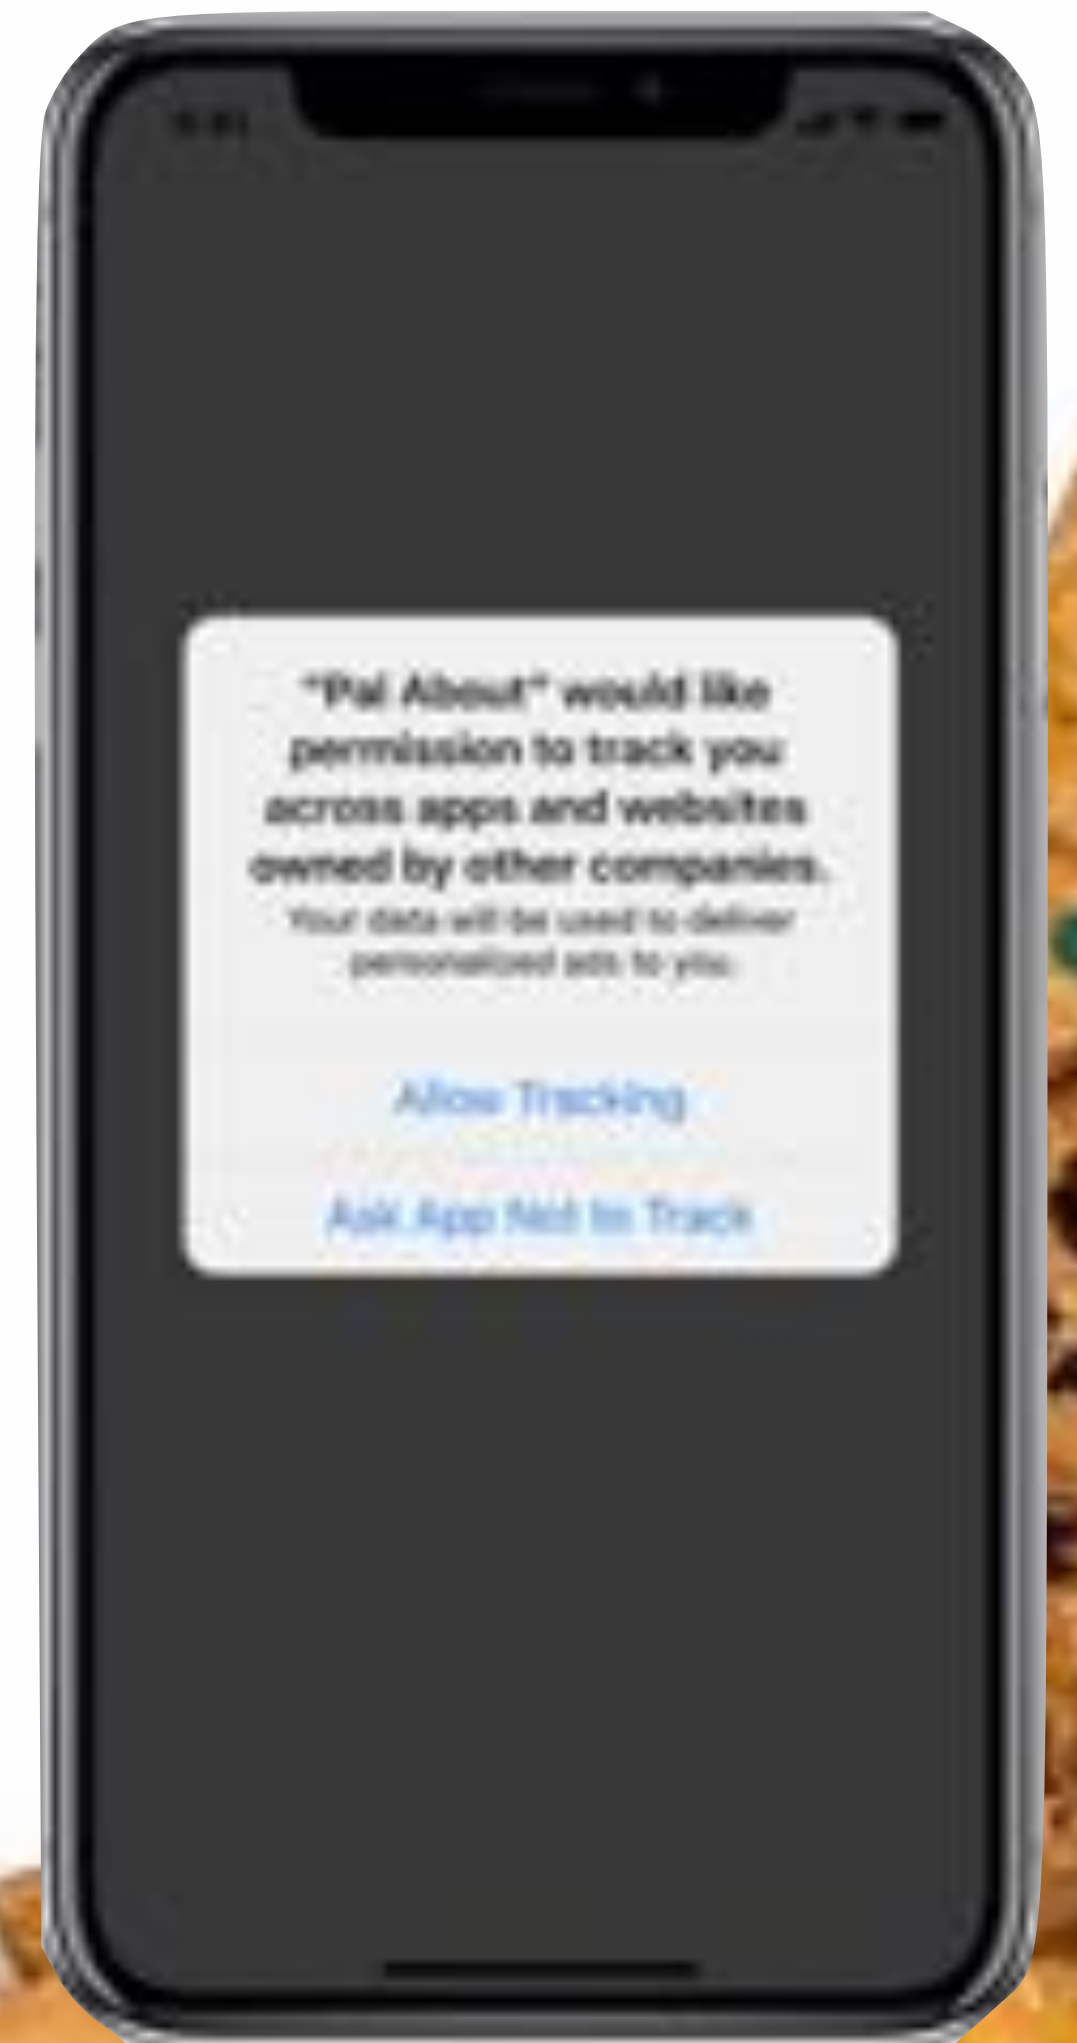 "Pal About" would like
permission to track you
across apps and websites
owned by other companies.
Your data will be used to deliver
personalized ads to you.
Allow Tracking
Ask App Not to Track